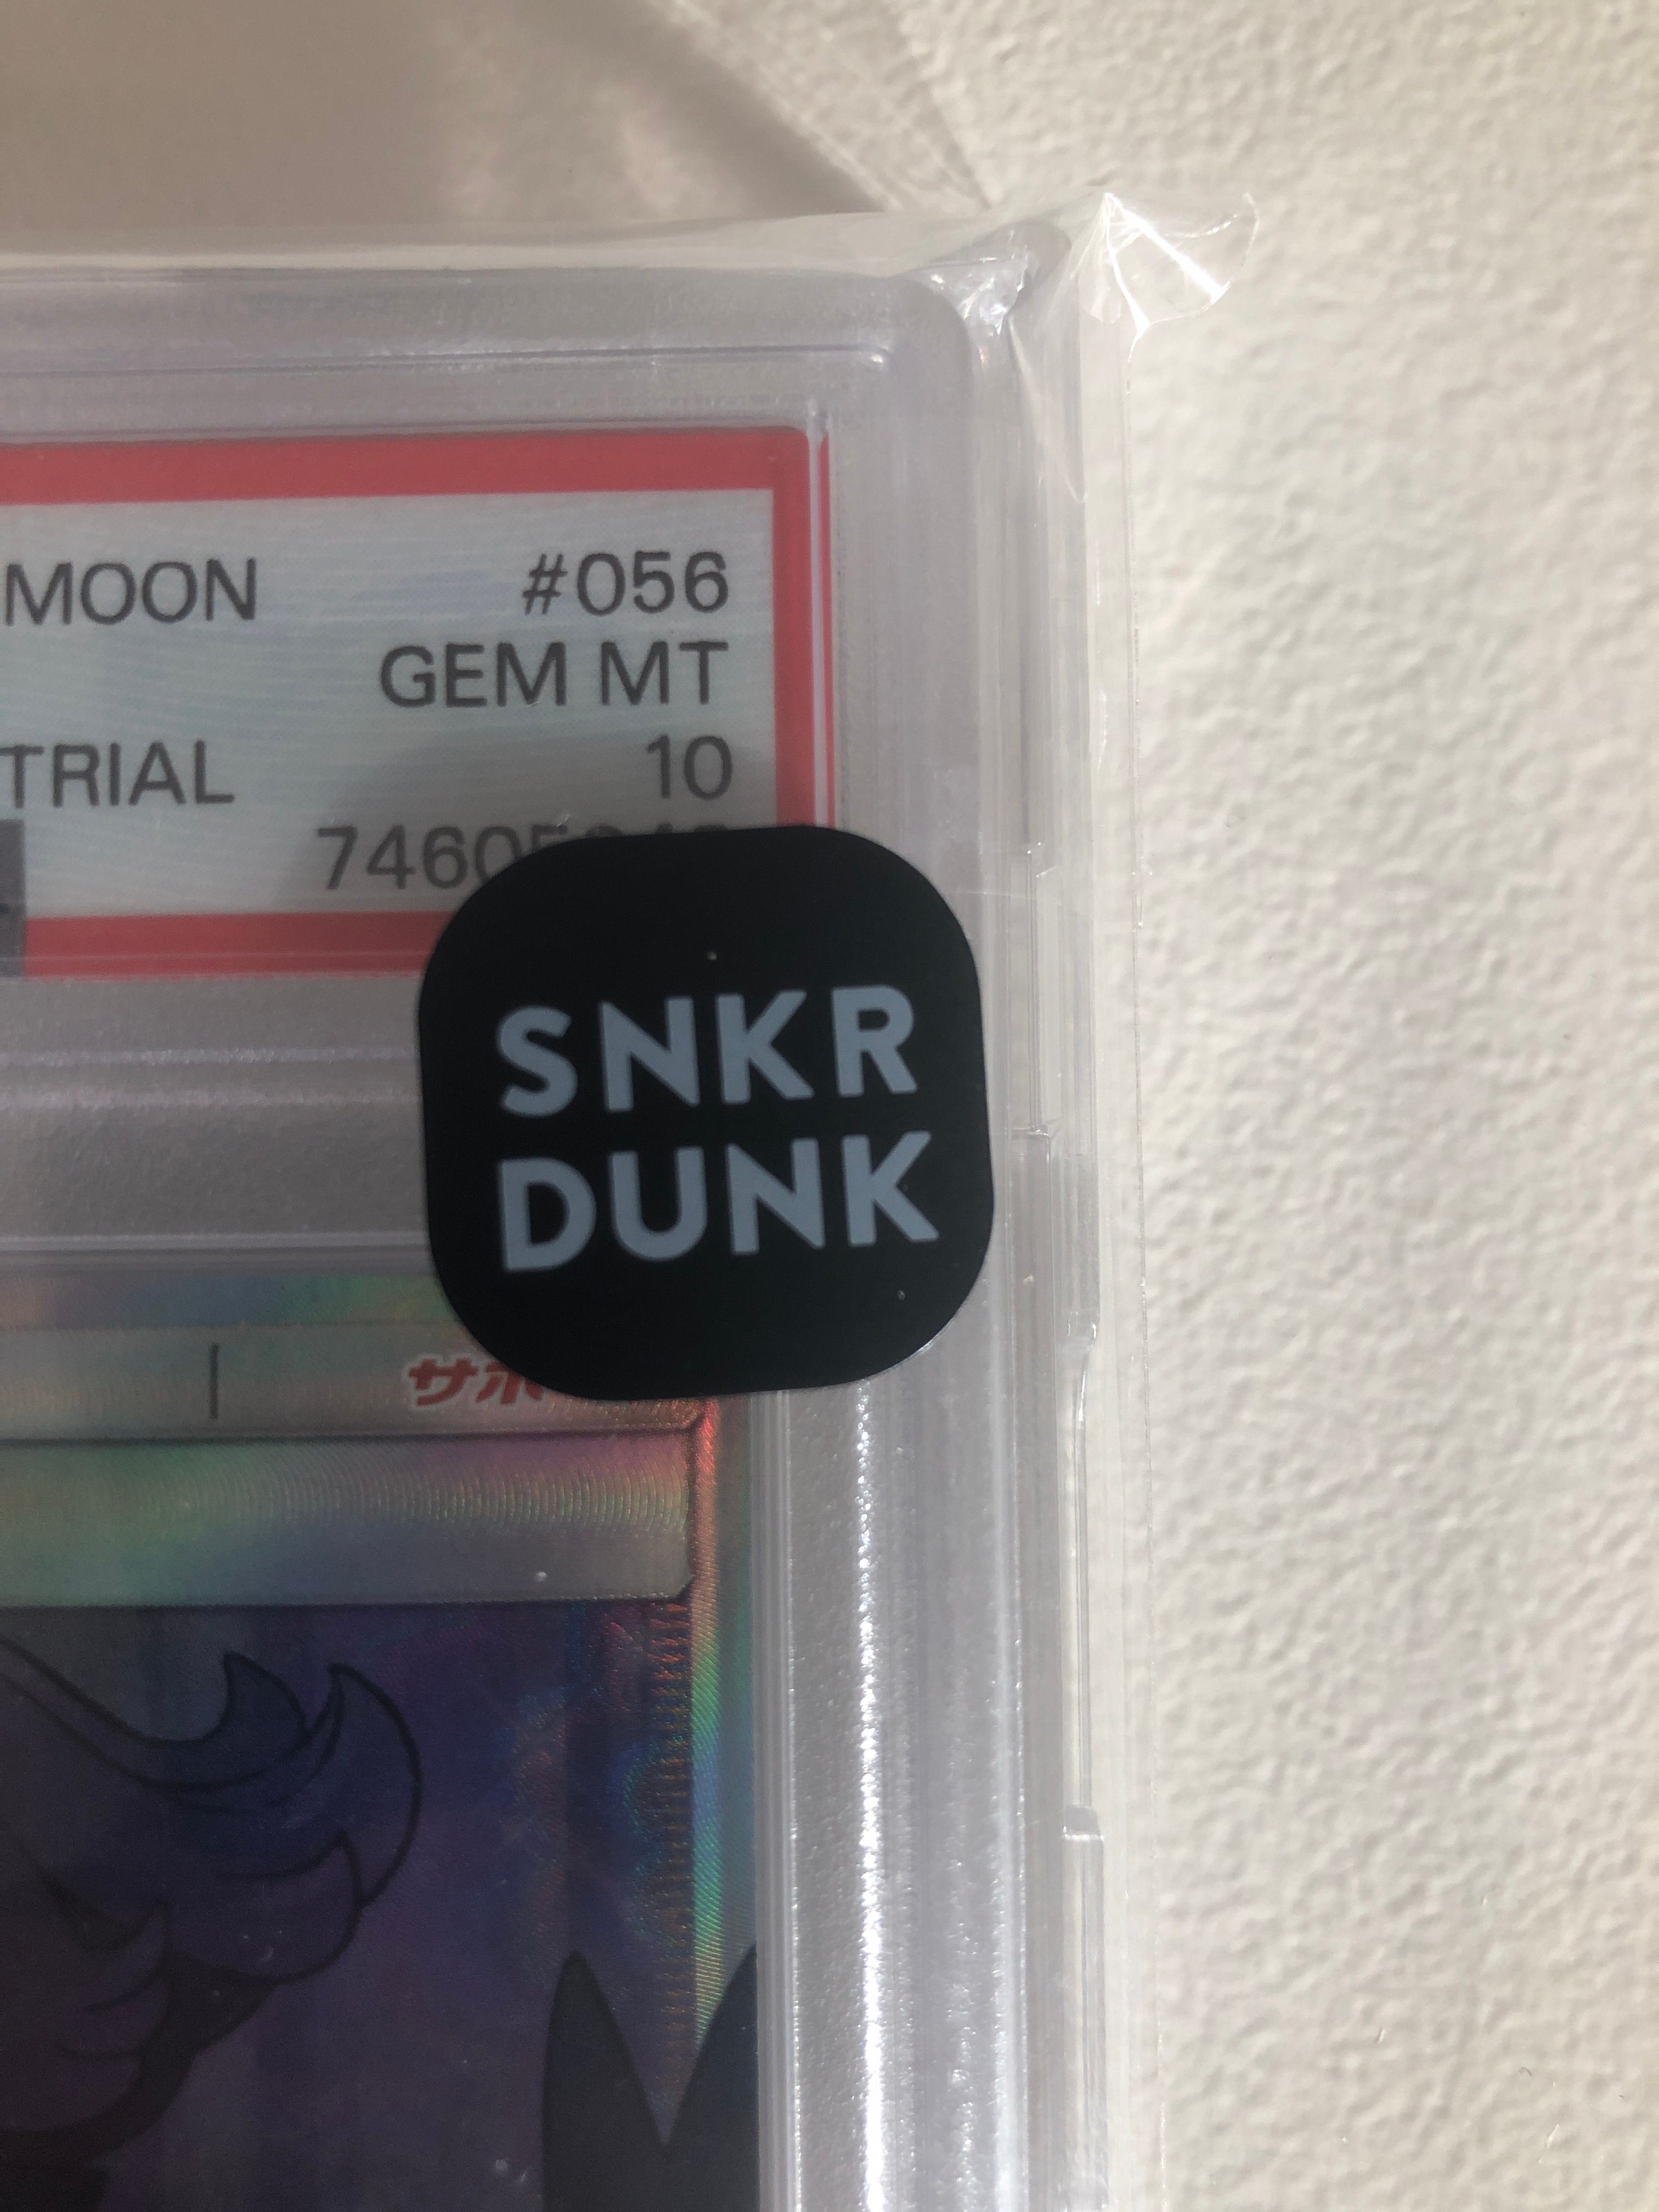 MOON #056
GEM MT
TRIAL 10
SNKR
DUNK